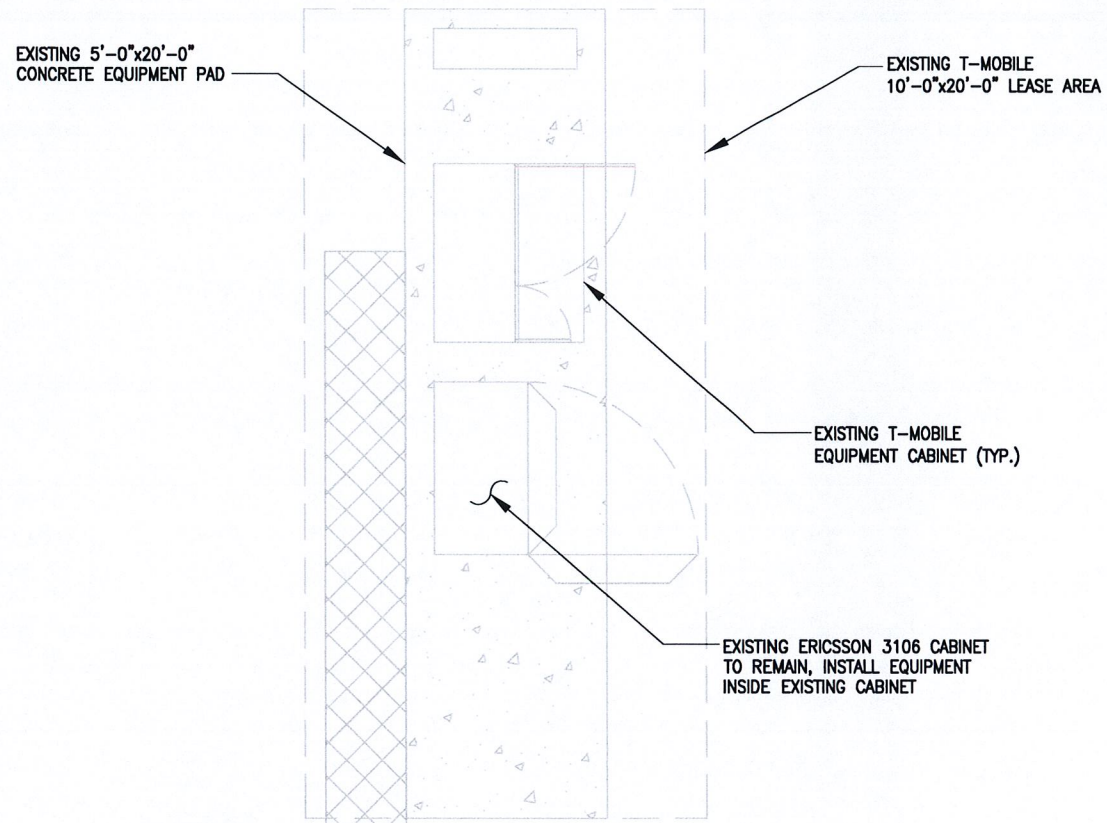 EXISTING 5'-0"x20'-0"
CONCRETE EQUIPMENT PAD
EXISTING T-MOBILE
10'-0"x20'-0" LEASE AREA
EXISTING T-MOBILE
EQUIPMENT CABINET (TYP.)
EXISTING ERICSSON 3106 CABINET
TO REMAIN, INSTALL EQUIPMENT
INSIDE EXISTING CABINET